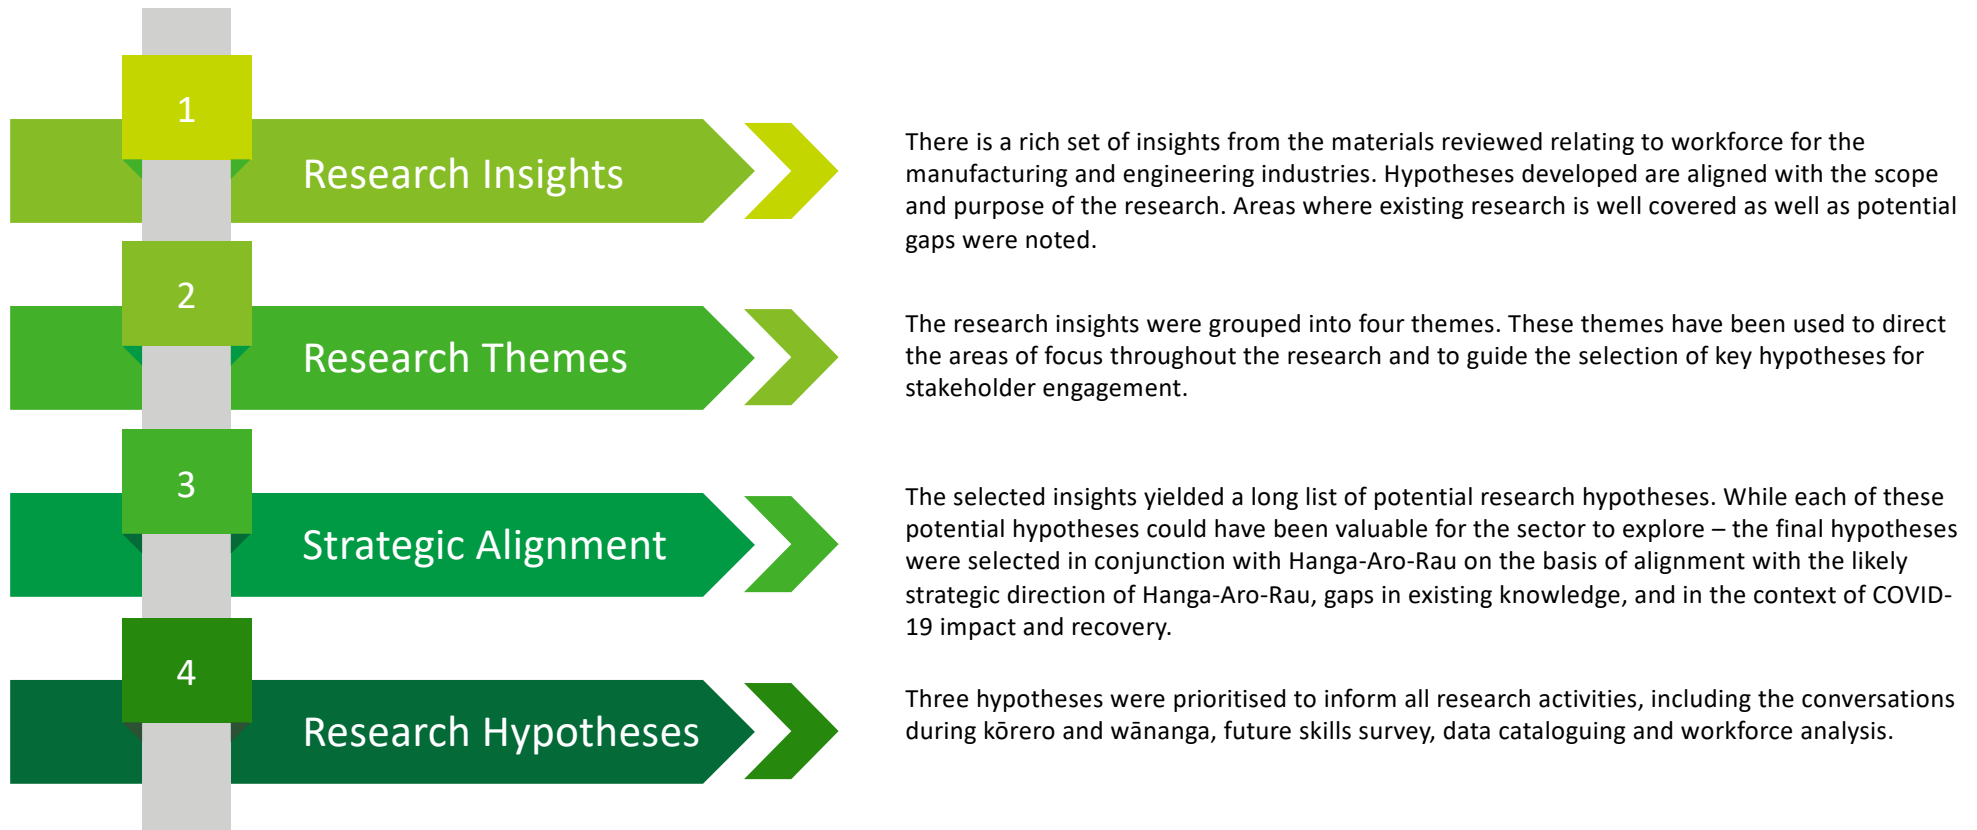 1
Research Insights
There is a rich set of insights from the materials reviewed relating to workforce for the
manufacturing and engineering industries. Hypotheses developed are aligned with the scope
and purpose of the research. Areas where existing research is well covered as well as potential
gaps were noted.
2
Research Themes
The research insights were grouped into four themes. These themes have been used to direct
the areas of focus throughout the research and to guide the selection of key hypotheses for
stakeholder engagement.
3
Strategic Alignment
The selected insights yielded a long list of potential research hypotheses. While each of these
potential hypotheses could have been valuable for the sector to explore – the final hypotheses
were selected in conjunction with Hanga-Aro-Rau on the basis of alignment with the likely
strategic direction of Hanga-Aro-Rau, gaps in existing knowledge, and in the context of COVID-
19 impact and recovery.
4
Research Hypotheses
Three hypotheses were prioritised to inform all research activities, including the conversations
during kōrero and wānanga, future skills survey, data cataloguing and workforce analysis.